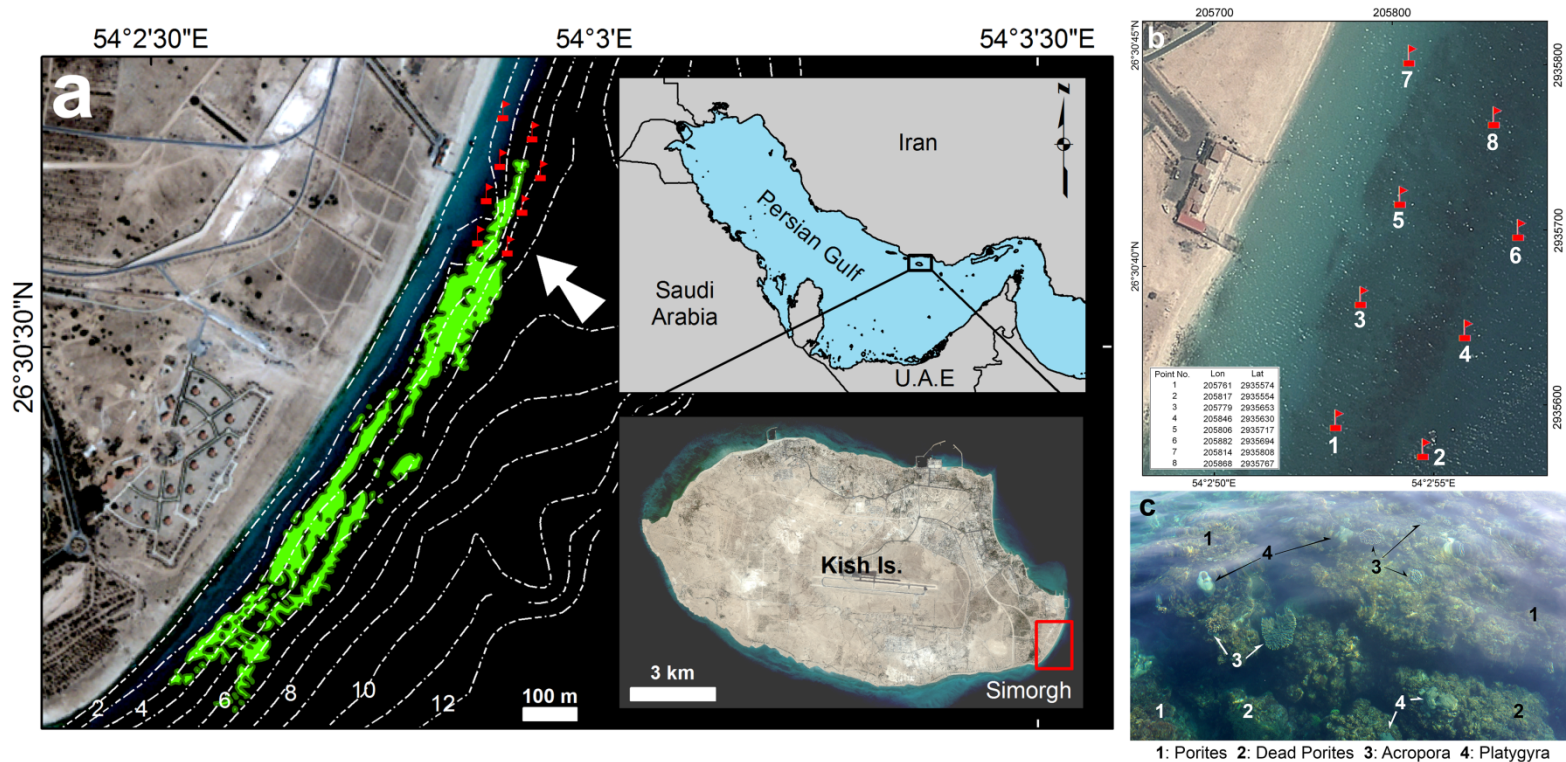 54°2'30"E 54°3'E 54°3'30"E
a
26°30'30"N
2 4 6 8 10 12
100 m
N
Iran
Persian Gulf
Saudi
Arabia
U.A.E
Kish Is.
3 km
Simorgh
205700 205800
b
26°30'45"N
26°30'40"N
2935800
2935700
2935600
7
8
5
6
3
4
1
2
Point No. Lon Lat
1 205761 2935574
2 205817 2935554
3 205779 2935653
4 205846 2935630
5 205806 2935717
6 205882 2935694
7 205814 2935808
8 205868 2935767
54°2'50"E 54°2'55"E
c
1
4
3
1
3
4
1
2
2
1: Porites 2: Dead Porites 3: Acropora 4: Platygyra